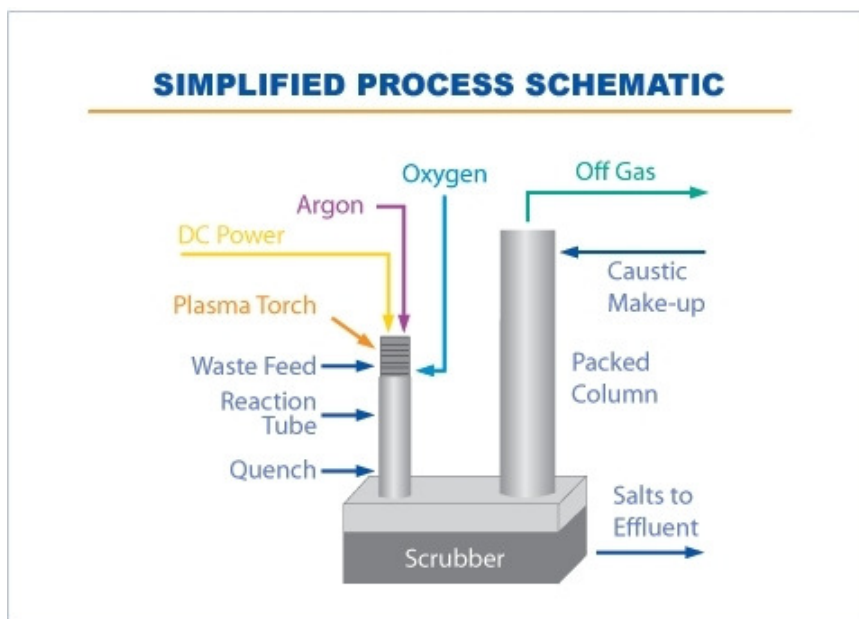 SIMPLIFIED PROCESS SCHEMATIC
Oxygen
Off Gas
Argon
DC Power
Caustic
Make-up
Plasma Torch
Waste Feed
Packed
Column
Reaction
Tube
Quench
Salts to
Effluent
Scrubber